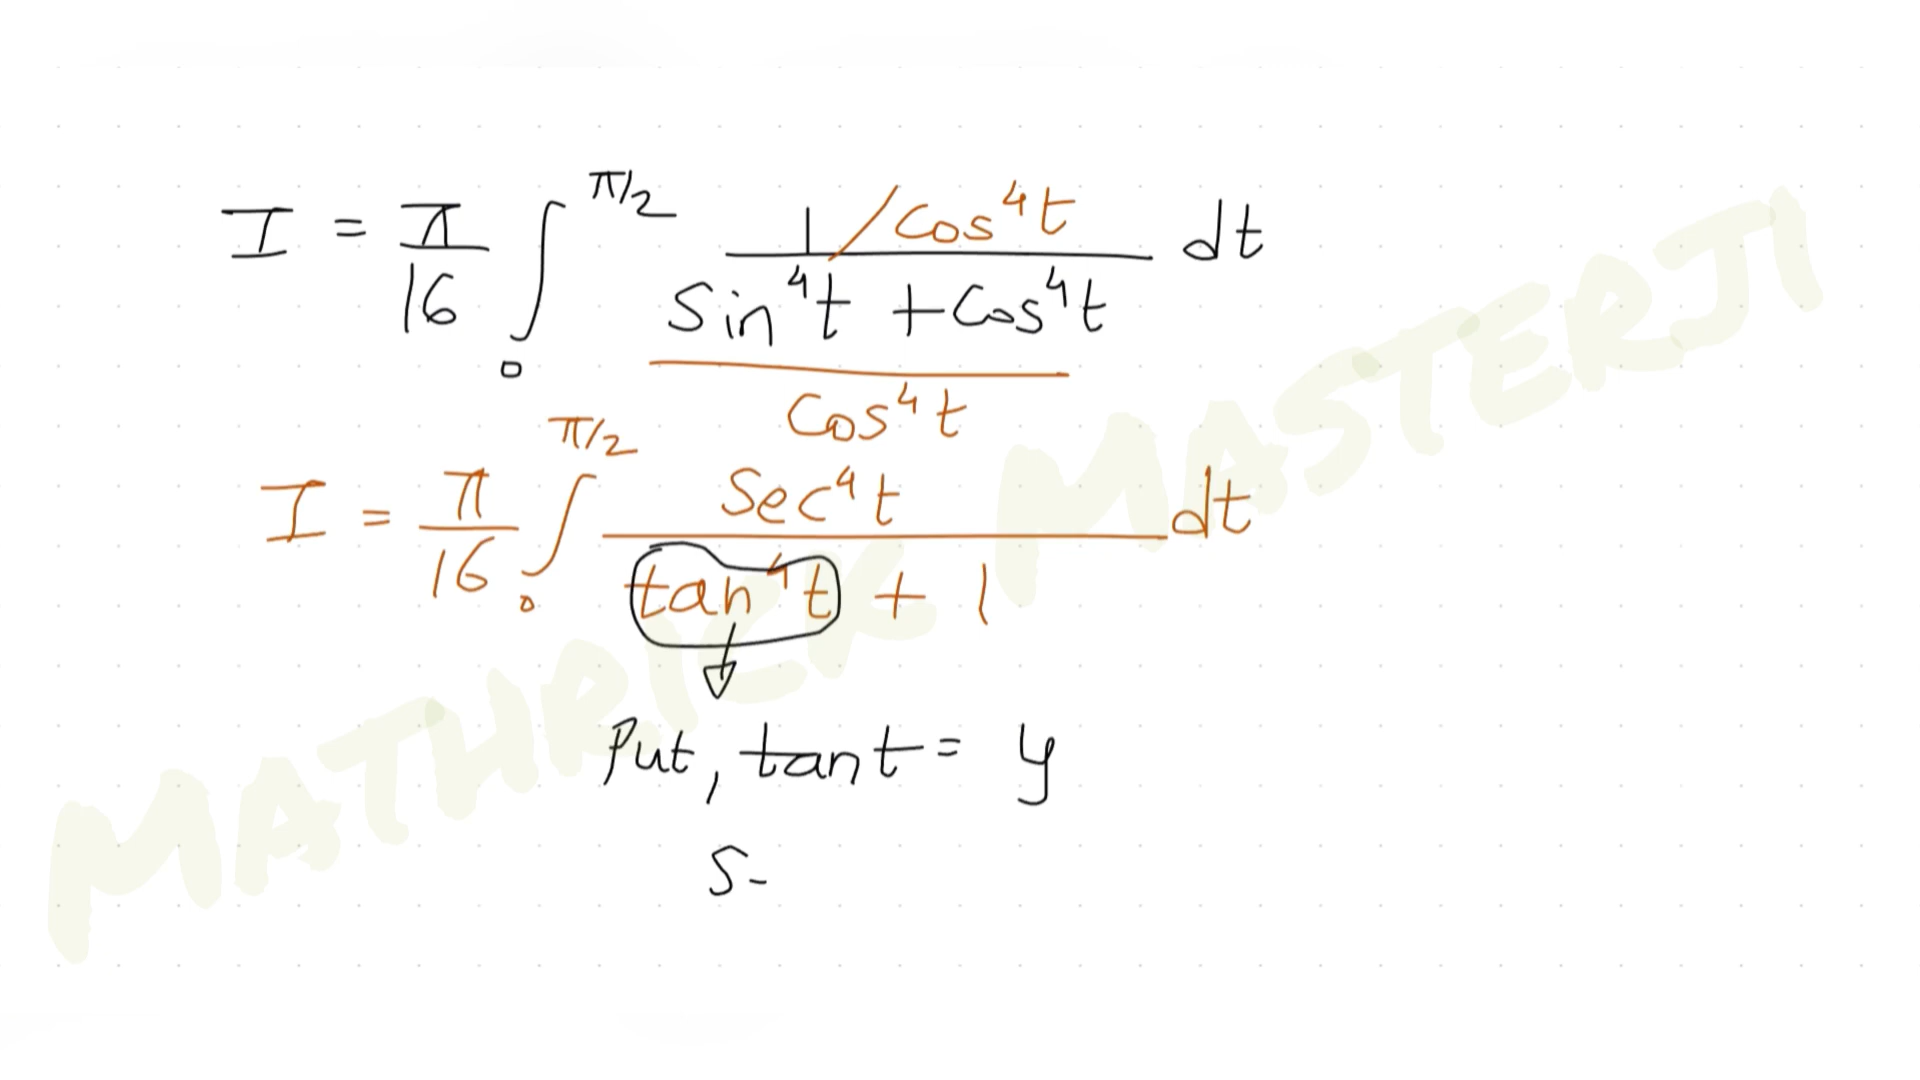 I = π/16 ∫₀^π/2 (1/Cos⁴t) / ((Sin⁴t + Cos⁴t) / Cos⁴t) dt
I = π/16 ∫₀^π/2 Sec⁴t / (tan⁴t + 1) dt
Put, tan t = y
S-
MATHRICK MASTERJI